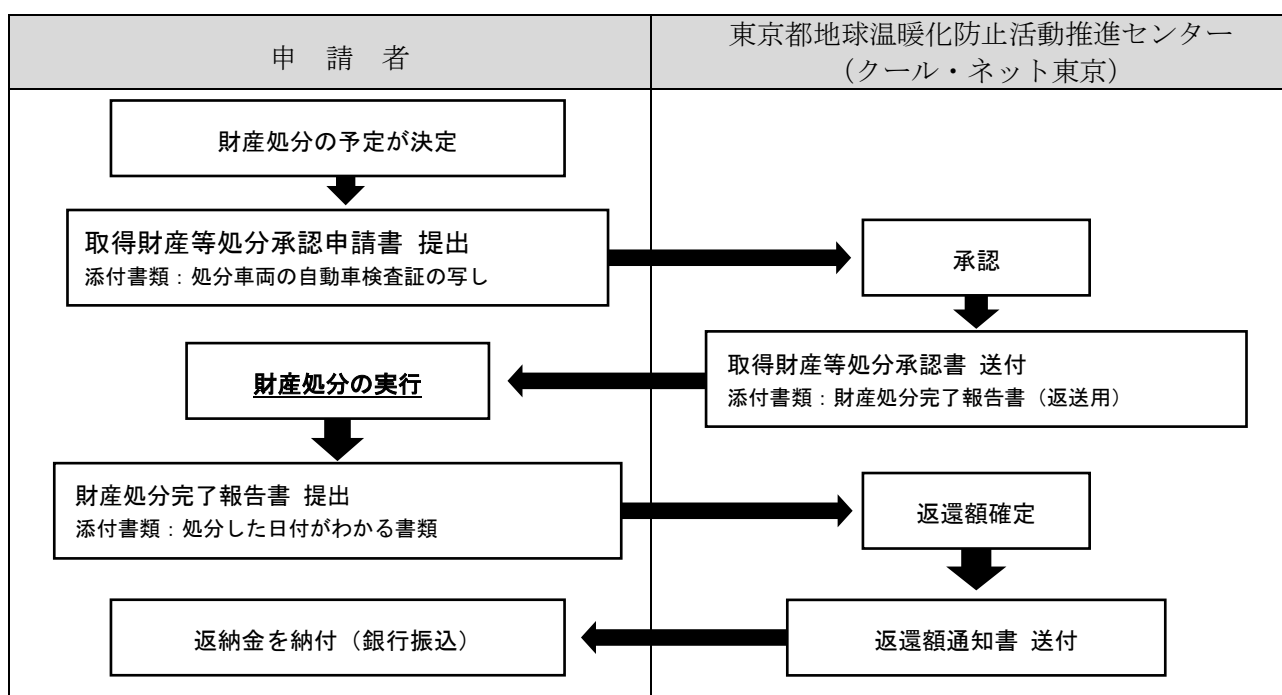 申 請 者
東京都地球温暖化防止活動推進センター
（クール・ネット東京）
財産処分の予定が決定
取得財産等処分承認申請書 提出
添付書類：処分車両の自動車検査証の写し
承認
取得財産等処分承認書 送付
添付書類：財産処分完了報告書（返送用）
財産処分の実行
財産処分完了報告書 提出
添付書類：処分した日付がわかる書類
返還額確定
返還額通知書 送付
返納金を納付（銀行振込）